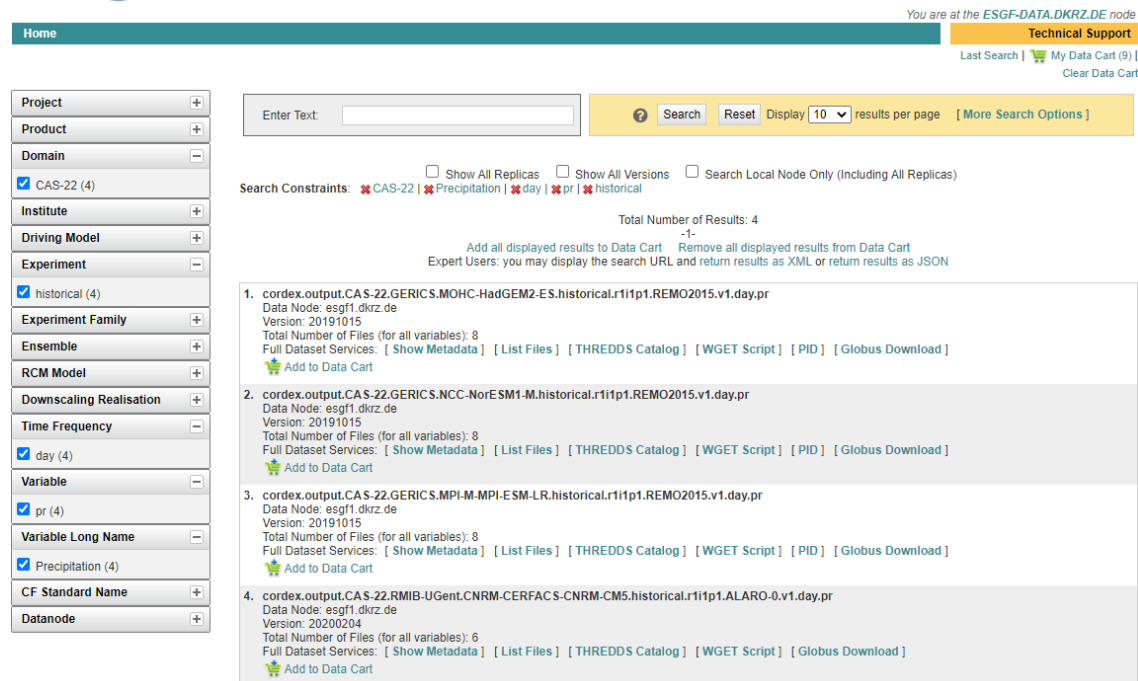 You are at the ESGF-DATA.DKRZ.DE node
Home
Technical Support
Last Search | My Data Cart (9) |
Clear Data Cart
Project
Product
Domain
CAS-22 (4)
Institute
Driving Model
Experiment
historical (4)
Experiment Family
Ensemble
RCM Model
Downscaling Realisation
Time Frequency
day (4)
Variable
pr (4)
Variable Long Name
Precipitation (4)
CF Standard Name
Datanode
Enter Text:
Search Reset Display 10 results per page [ More Search Options ]
Show All Replicas Show All Versions Search Local Node Only (Including All Replicas)
Search Constraints: CAS-22 | Precipitation | day | pr | historical
Total Number of Results: 4
-1-
Add all displayed results to Data Cart Remove all displayed results from Data Cart
Expert Users: you may display the search URL and return results as XML or return results as JSON
1. cordex.output.CAS-22.GERICS.MOHC-HadGEM2-ES.historical.r1i1p1.REMO2015.v1.day.pr
Data Node: esgf1.dkrz.de
Version: 20191015
Total Number of Files (for all variables): 8
Full Dataset Services: [ Show Metadata ] [ List Files ] [ THREDDS Catalog ] [ WGET Script ] [ PID ] [ Globus Download ]
Add to Data Cart
2. cordex.output.CAS-22.GERICS.NCC-NorESM1-M.historical.r1i1p1.REMO2015.v1.day.pr
Data Node: esgf1.dkrz.de
Version: 20191015
Total Number of Files (for all variables): 8
Full Dataset Services: [ Show Metadata ] [ List Files ] [ THREDDS Catalog ] [ WGET Script ] [ PID ] [ Globus Download ]
Add to Data Cart
3. cordex.output.CAS-22.GERICS.MPI-M-MPI-ESM-LR.historical.r1i1p1.REMO2015.v1.day.pr
Data Node: esgf1.dkrz.de
Version: 20191015
Total Number of Files (for all variables): 8
Full Dataset Services: [ Show Metadata ] [ List Files ] [ THREDDS Catalog ] [ WGET Script ] [ PID ] [ Globus Download ]
Add to Data Cart
4. cordex.output.CAS-22.RMIB-UGent.CNRM-CERFACS-CNRM-CM5.historical.r1i1p1.ALARO-0.v1.day.pr
Data Node: esgf1.dkrz.de
Version: 20200204
Total Number of Files (for all variables): 6
Full Dataset Services: [ Show Metadata ] [ List Files ] [ THREDDS Catalog ] [ WGET Script ] [ Globus Download ]
Add to Data Cart